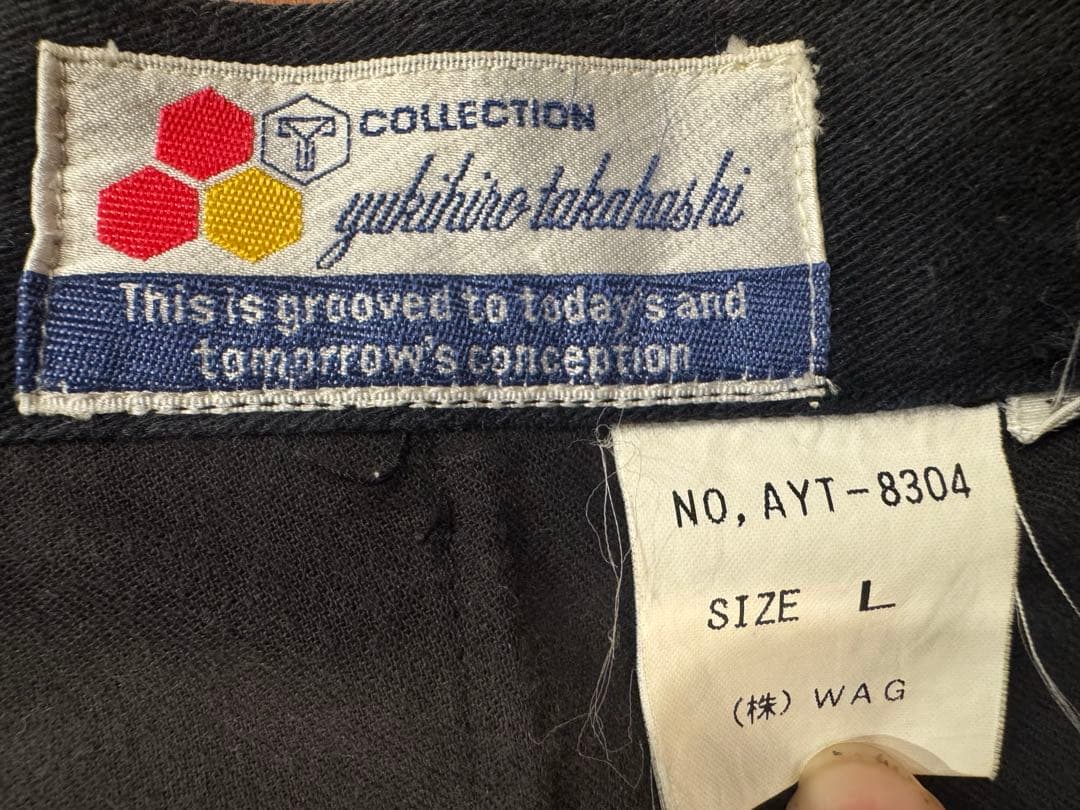 T COLLECTION
yukihiro takahashi
This is grooved to today's and
tomorrow's conception
NO, AYT-8304
SIZE L
(株) WAG